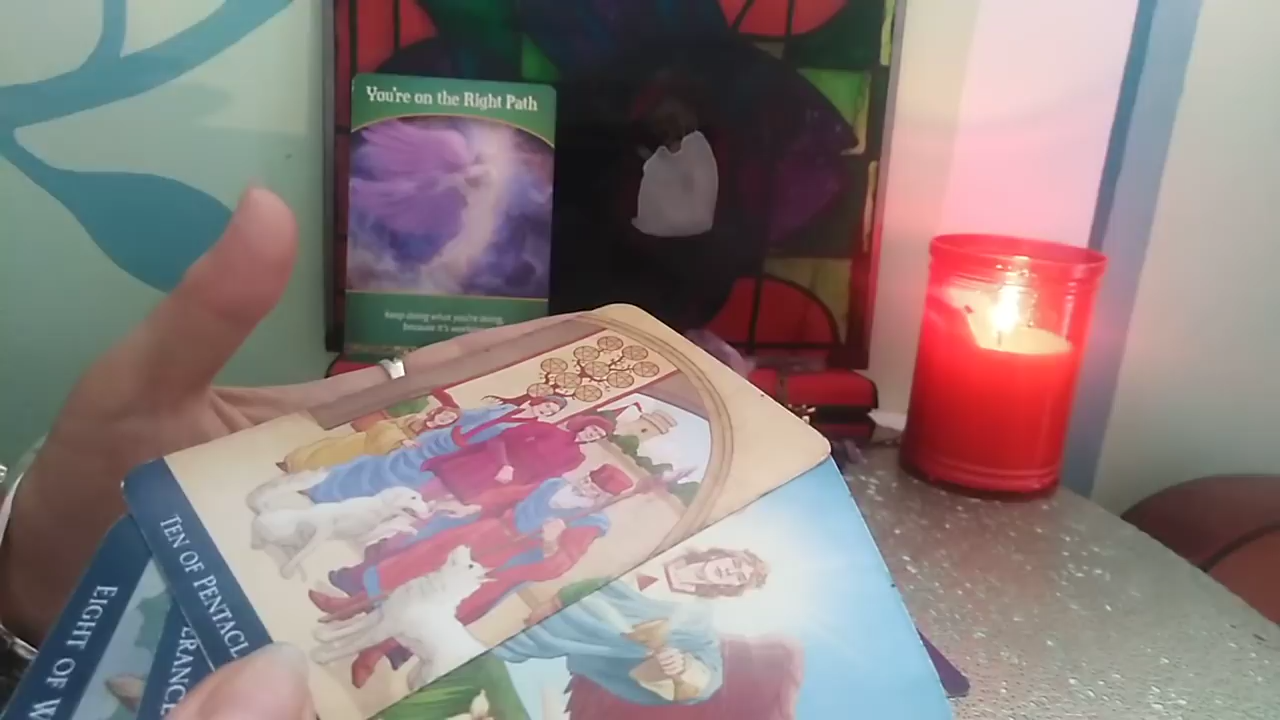 You're on the Right Path
Keep doing what you're doing,
because it's
TEN OF PENTACL
ERANCE
EIGHT OF W